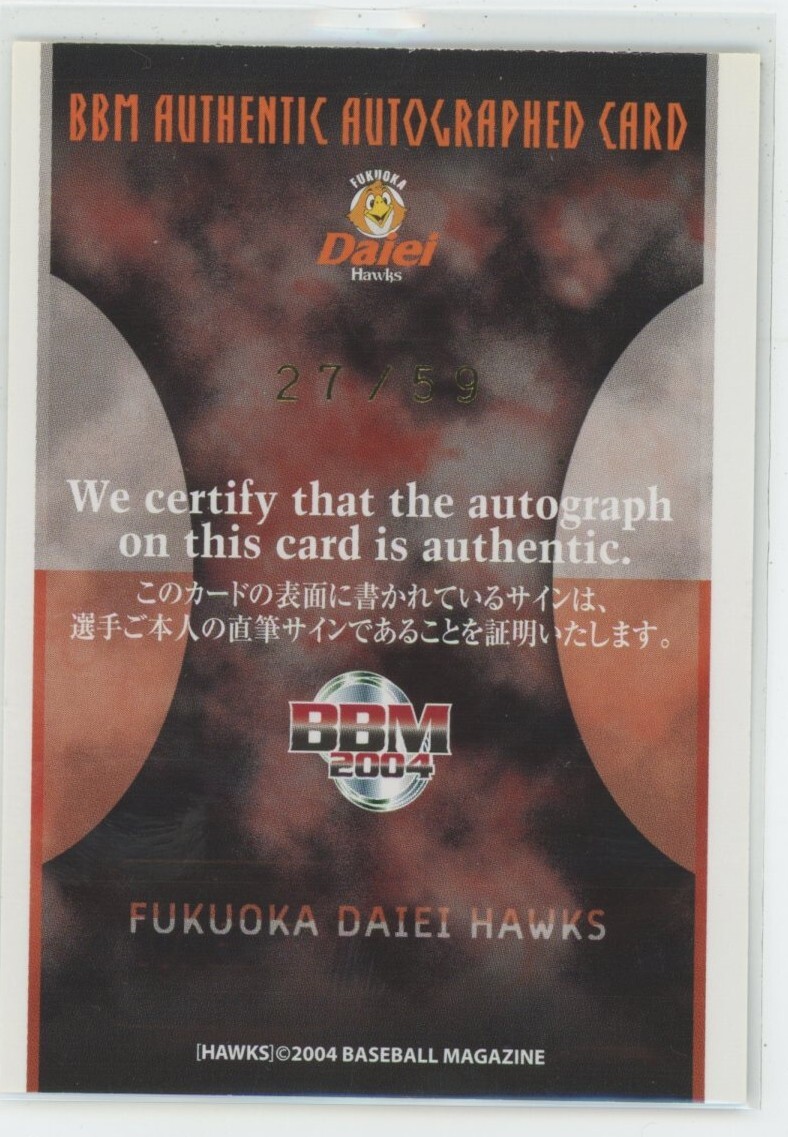 BBM AUTHENTIC AUTOGRAPHED CARD
FUKUOKA
Daiei
Hawks
27/59
We certify that the autograph
on this card is authentic.
このカードの表面に書かれているサインは、
選手ご本人の直筆サインであることを証明いたします。
BBM
2004
FUKUOKA DAIEI HAWKS
[HAWKS]©2004 BASEBALL MAGAZINE